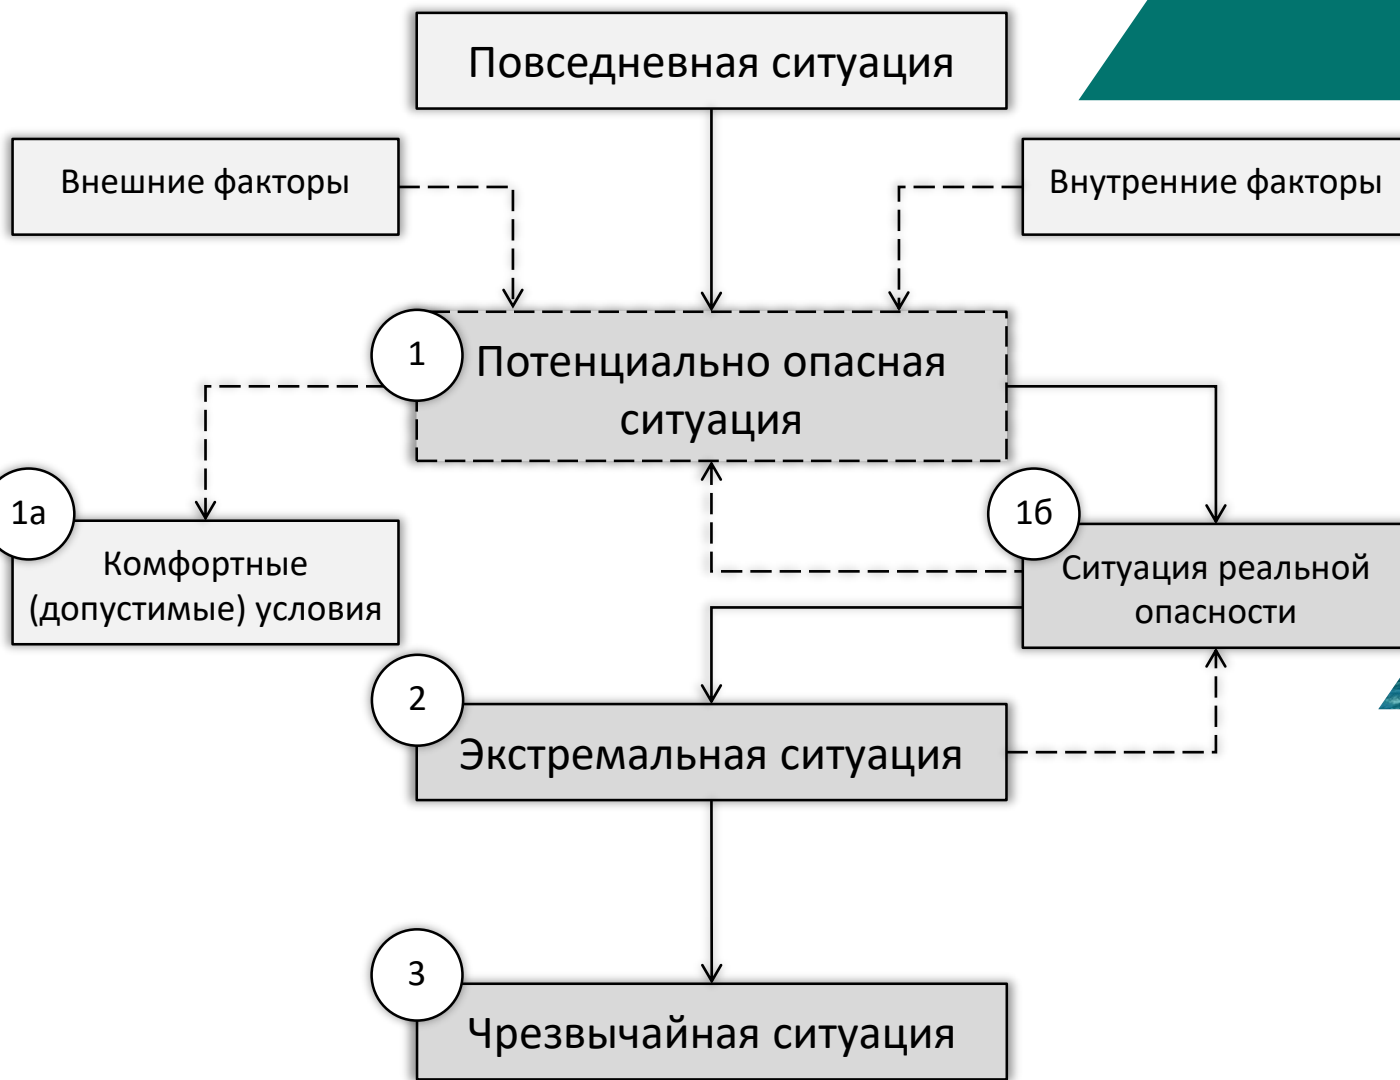 Повседневная ситуация
Внешние факторы
Внутренние факторы
1
Потенциально опасная
ситуация
1а
Комфортные
(допустимые) условия
1б
Ситуация реальной
опасности
2
Экстремальная ситуация
3
Чрезвычайная ситуация